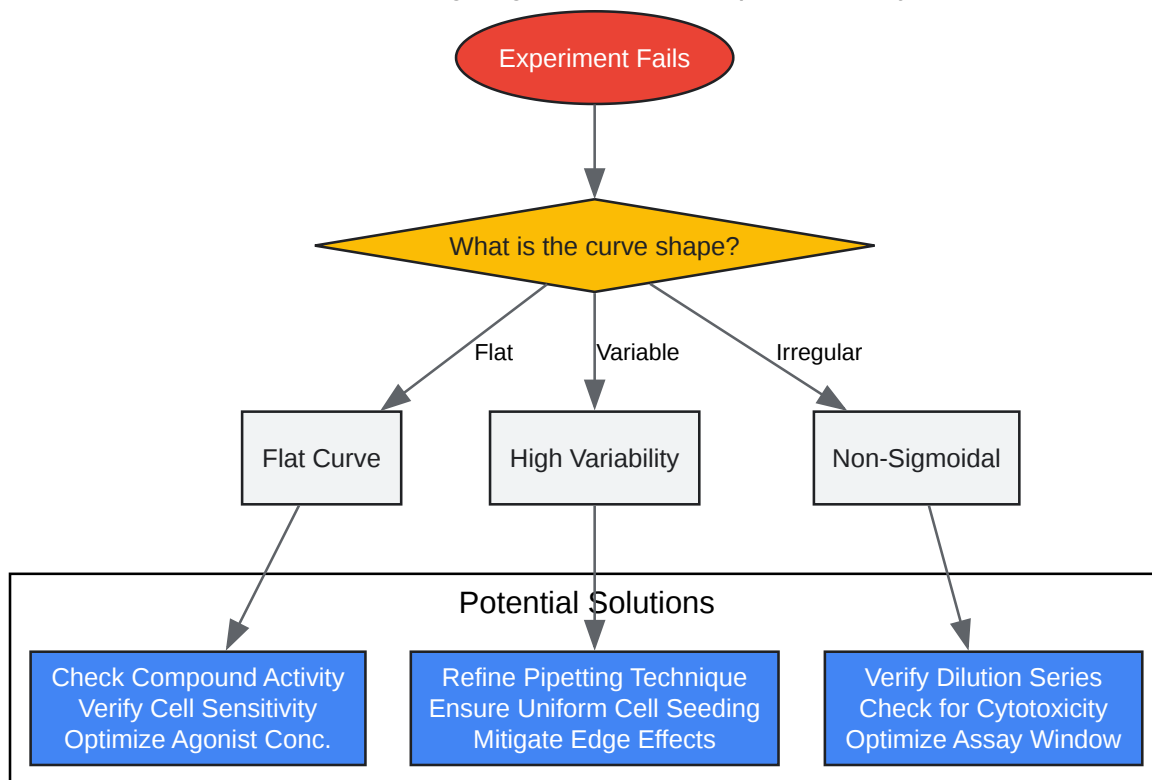 Experiment Fails
What is the curve shape?
Flat
Variable
Irregular
Flat Curve
High Variability
Non-Sigmoidal
Potential Solutions
Check Compound Activity
Verify Cell Sensitivity
Optimize Agonist Conc.
Refine Pipetting Technique
Ensure Uniform Cell Seeding
Mitigate Edge Effects
Verify Dilution Series
Check for Cytotoxicity
Optimize Assay Window